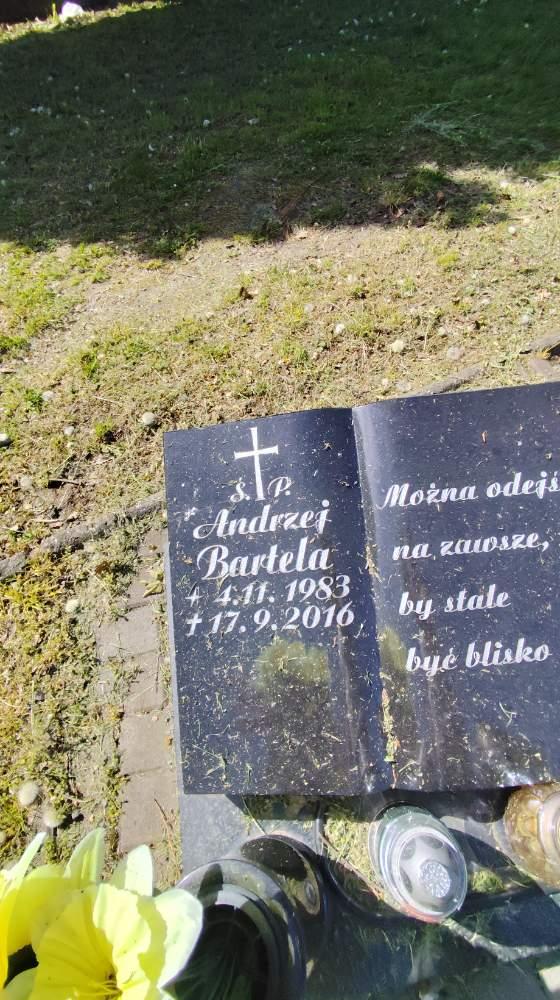 Ś. P.
Andrzej
Bartela
* 4.11.1983
† 17.9.2016
Można odejś
na zawsze,
by stale
być blisko